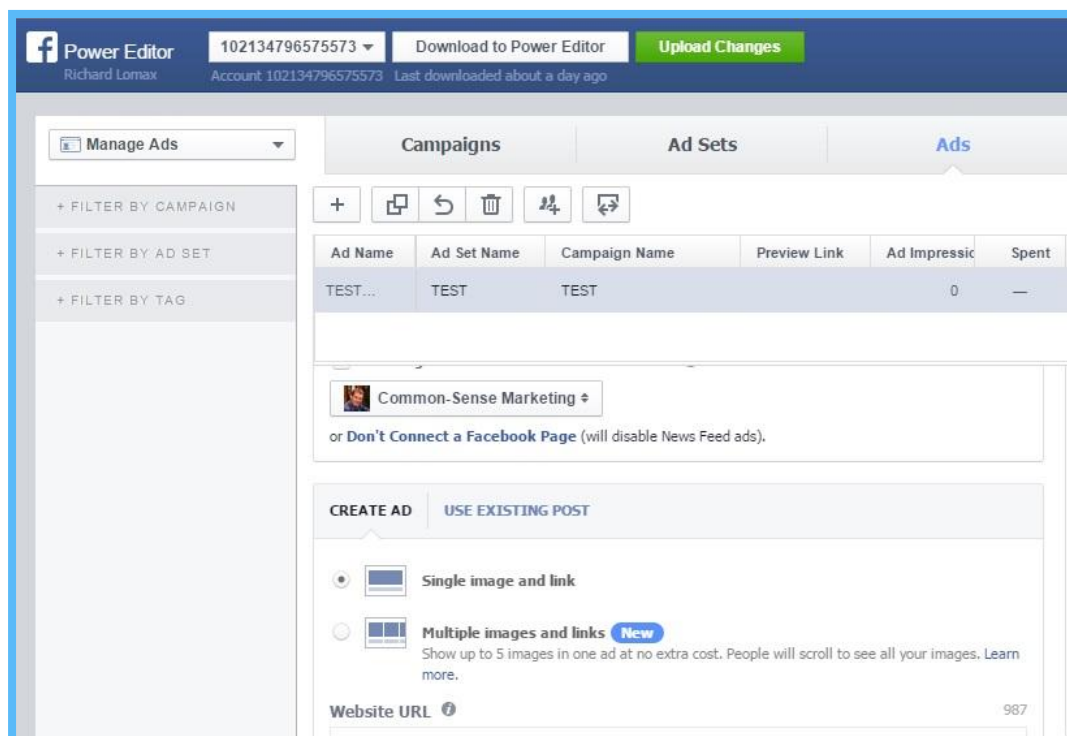 f Power Editor 102134796575573 Download to Power Editor Upload Changes
Richard Lomax Account 102134796575573 Last downloaded about a day ago
Manage Ads Campaigns Ad Sets Ads
+ FILTER BY CAMPAIGN
+ FILTER BY AD SET
+ FILTER BY TAG
Ad Name Ad Set Name Campaign Name Preview Link Ad Impressic Spent
TEST... TEST TEST 0 —
Common-Sense Marketing
or Don't Connect a Facebook Page (will disable News Feed ads).
CREATE AD USE EXISTING POST
Single image and link
Multiple images and links New
Show up to 5 images in one ad at no extra cost. People will scroll to see all your images. Learn
more.
Website URL 987